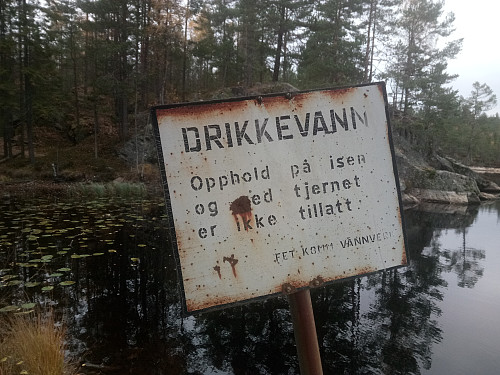 DRIKKEVANN
Opphold på isen
og ved tjernet
er ikke tillatt
FET KOMM VANNVERK